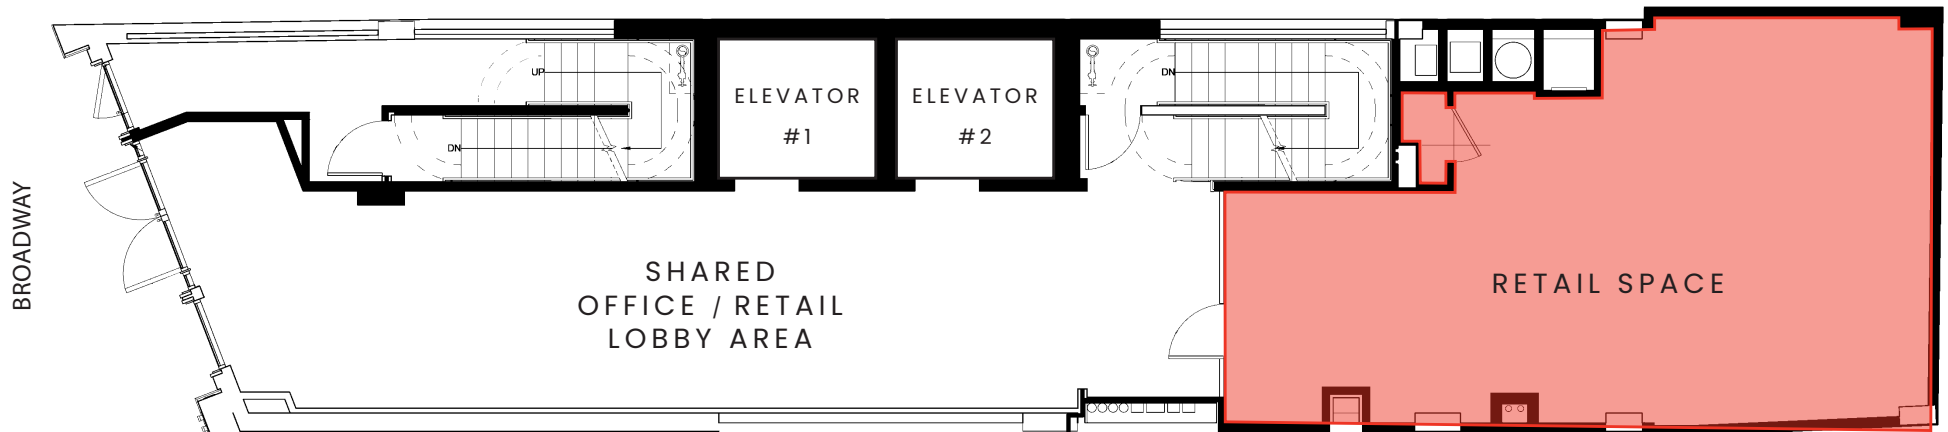 BROADWAY
UP
DN
ELEVATOR
#1
ELEVATOR
#2
DN
SHARED
OFFICE / RETAIL
LOBBY AREA
RETAIL SPACE